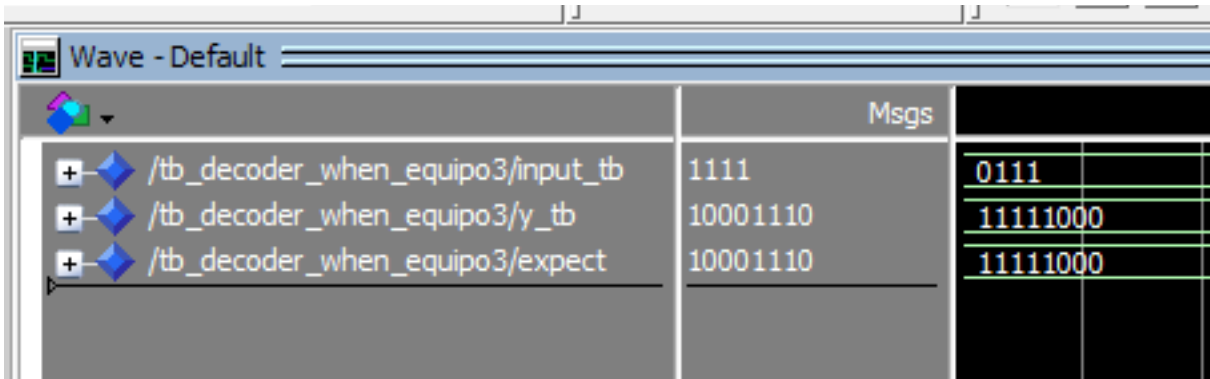 Wave - Default
Msgs
/tb_decoder_when_equipo3/input_tb 1111 0111
/tb_decoder_when_equipo3/y_tb 10001110 11111000
/tb_decoder_when_equipo3/expect 10001110 11111000